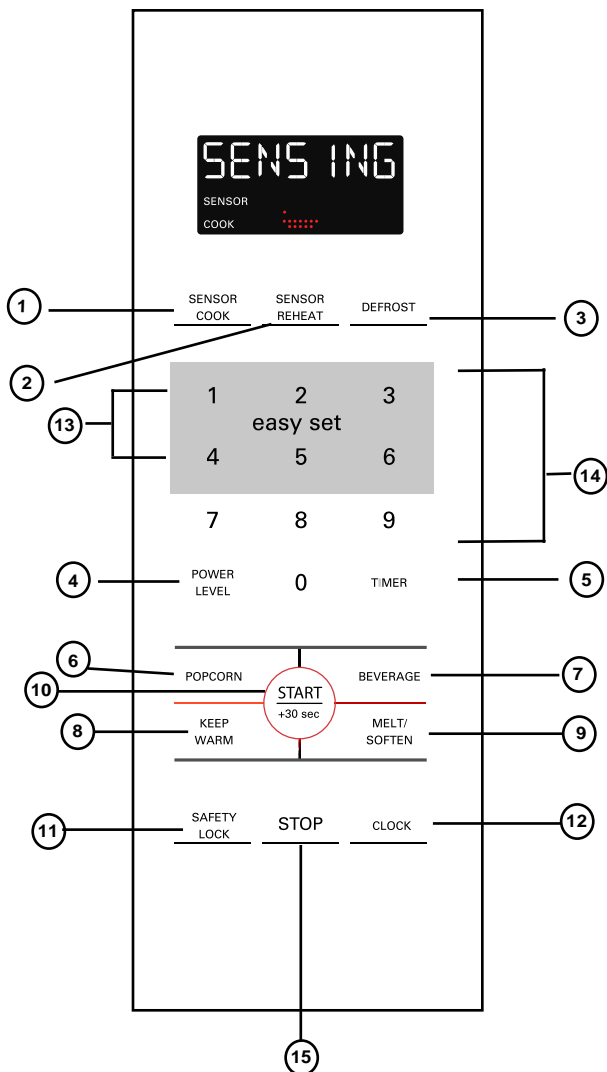 SENSING
SENSOR
COOK
1
SENSOR
COOK
SENSOR
REHEAT
DEFROST
3
2
13
1 2 3
easy set
4 5 6
14
7 8 9
4
POWER
LEVEL
0
TIMER
5
6
POPCORN
BEVERAGE
7
10
START
+30 sec
8
KEEP
WARM
MELT/
SOFTEN
9
11
SAFETY
LOCK
STOP
CLOCK
12
15